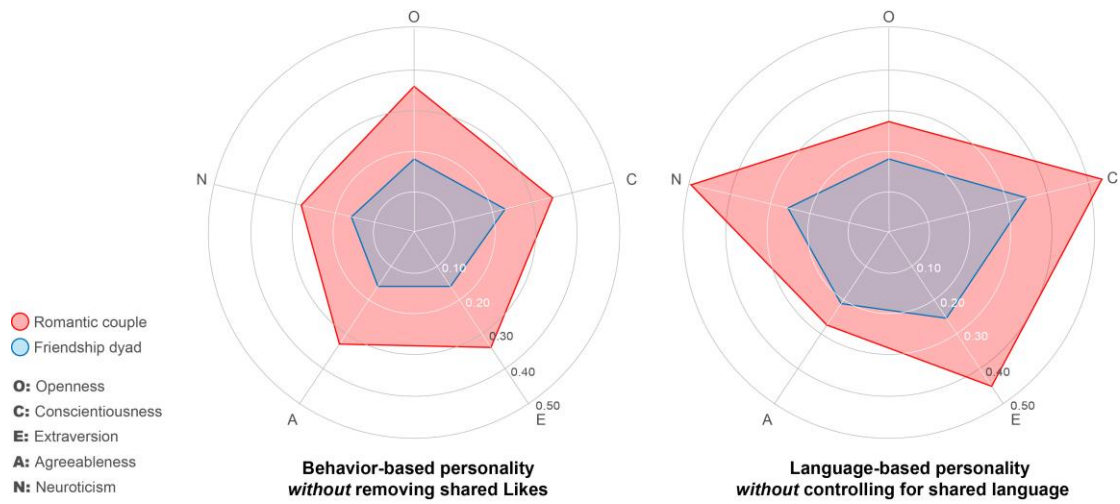 O
N
C
0.10
0.20
0.30
0.40
0.50
A
E
O
N
C
0.10
0.20
0.30
0.40
0.50
A
E
Romantic couple
Friendship dyad
O: Openness
C: Conscientiousness
E: Extraversion
A: Agreeableness
N: Neuroticism
Behavior-based personality
without removing shared Likes
Language-based personality
without controlling for shared language